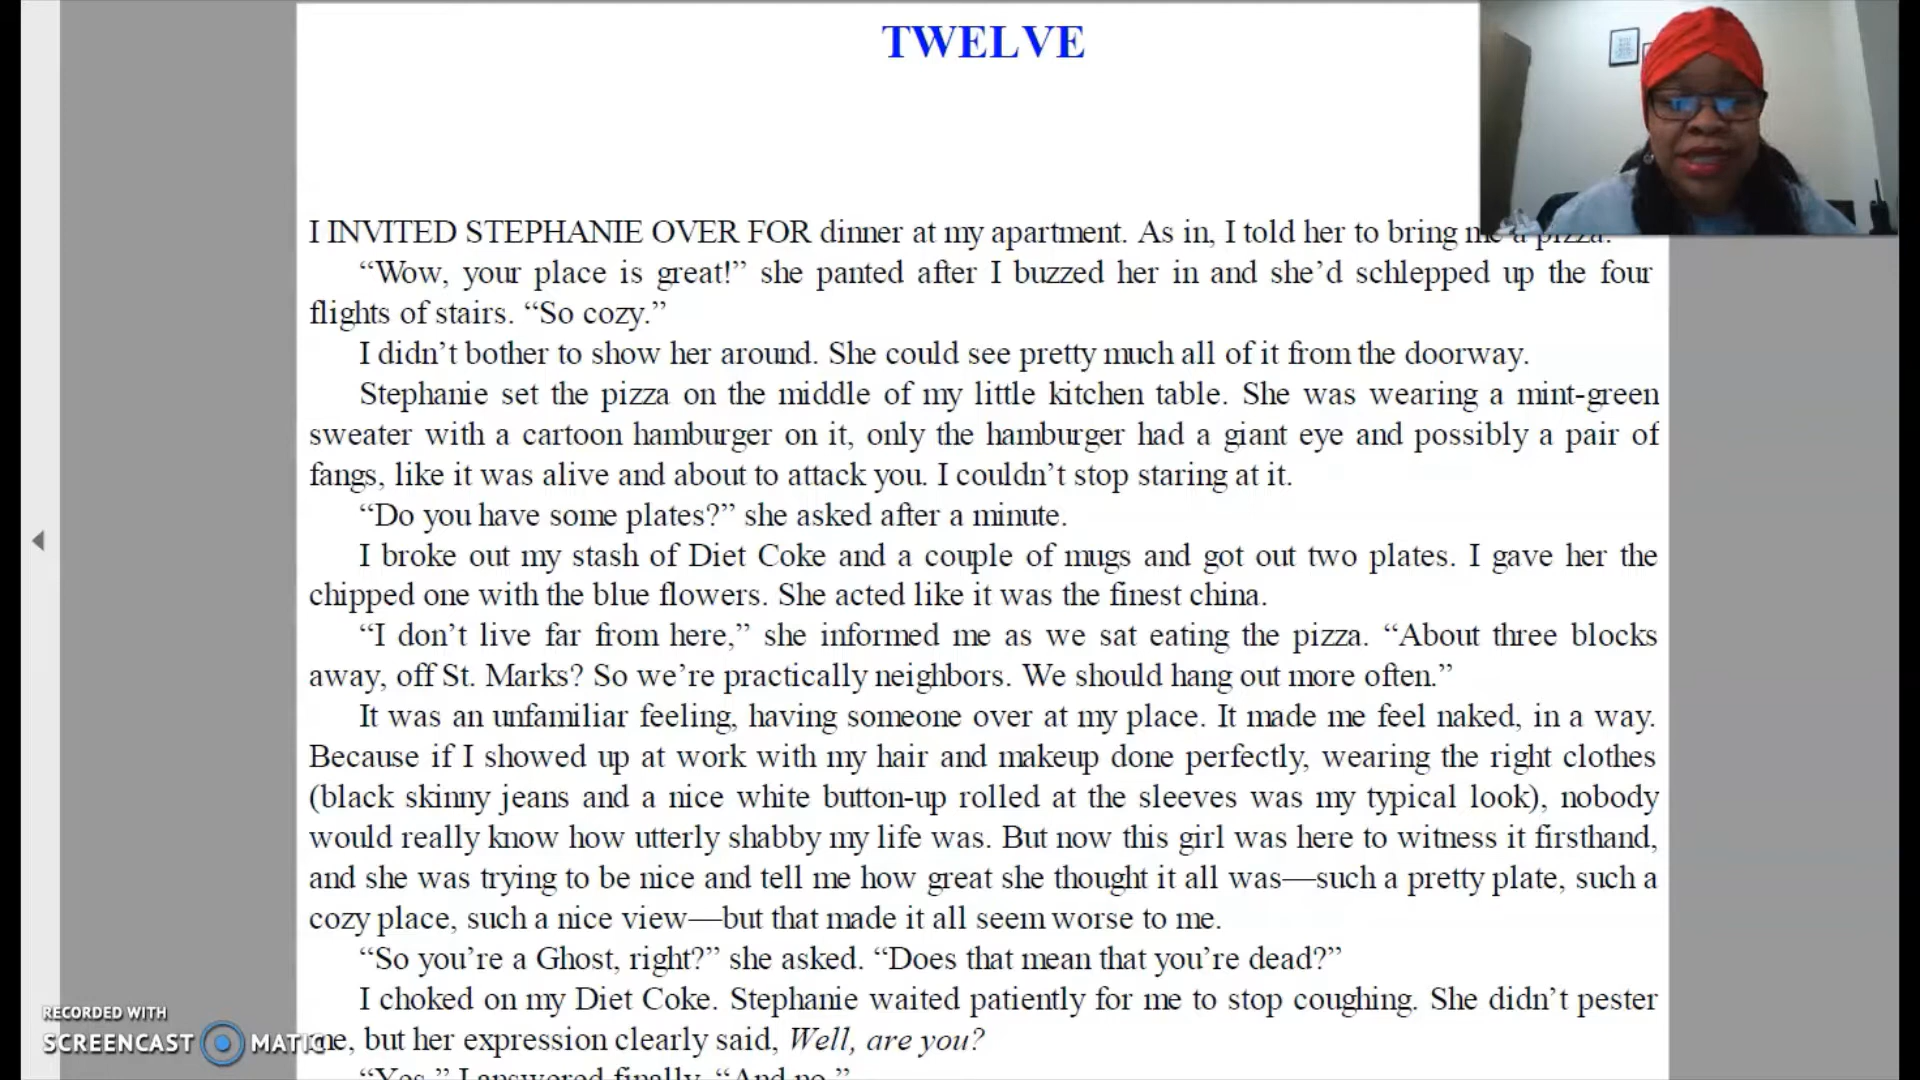 TWELVE
I INVITED STEPHANIE OVER FOR dinner at my apartment. As in, I told her to bring me a pizza.
“Wow, your place is great!” she panted after I buzzed her in and she’d schlepped up the four
flights of stairs. “So cozy.”
I didn’t bother to show her around. She could see pretty much all of it from the doorway.
Stephanie set the pizza on the middle of my little kitchen table. She was wearing a mint-green
sweater with a cartoon hamburger on it, only the hamburger had a giant eye and possibly a pair of
fangs, like it was alive and about to attack you. I couldn’t stop staring at it.
“Do you have some plates?” she asked after a minute.
I broke out my stash of Diet Coke and a couple of mugs and got out two plates. I gave her the
chipped one with the blue flowers. She acted like it was the finest china.
“I don’t live far from here,” she informed me as we sat eating the pizza. “About three blocks
away, off St. Marks? So we’re practically neighbors. We should hang out more often.”
It was an unfamiliar feeling, having someone over at my place. It made me feel naked, in a way.
Because if I showed up at work with my hair and makeup done perfectly, wearing the right clothes
(black skinny jeans and a nice white button-up rolled at the sleeves was my typical look), nobody
would really know how utterly shabby my life was. But now this girl was here to witness it firsthand,
and she was trying to be nice and tell me how great she thought it all was—such a pretty plate, such a
cozy place, such a nice view—but that made it all seem worse to me.
“So you’re a Ghost, right?” she asked. “Does that mean that you’re dead?”
I choked on my Diet Coke. Stephanie waited patiently for me to stop coughing. She didn’t pester
me, but her expression clearly said, Well, are you?
“Yes,” I answered finally. “And no.”
RECORDED WITH
SCREENCAST MATIC